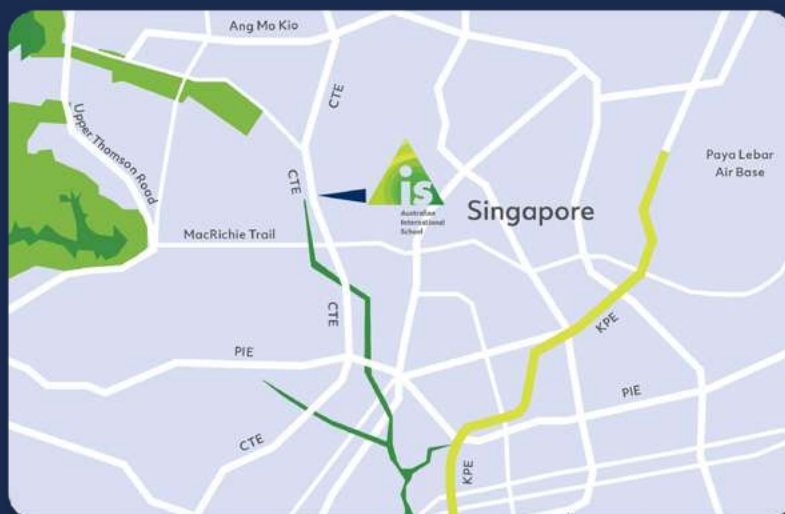 Ang Mo Kio
CTE
Upper Thomson Road
Paya Lebar
Air Base
CTE
is
Australian
International
School
Singapore
MacRichie Trail
CTE
KPE
PIE
PIE
CTE
KPE